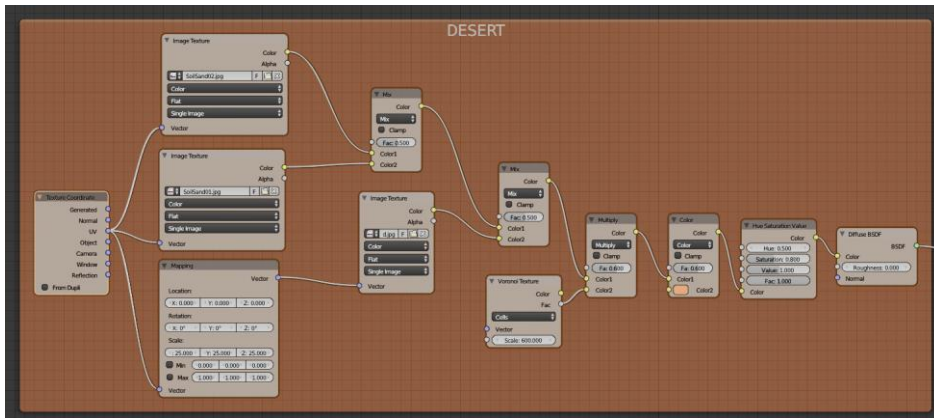 DESERT
Texture Coordinate
Generated
Normal
UV
Object
Camera
Window
Reflection
From Dupli
Image Texture
Color
Alpha
SoilSand02.jpg F
Color
Flat
Single Image
Vector
Image Texture
Color
Alpha
SoilSand01.jpg F
Color
Flat
Single Image
Vector
Mapping
Vector
Location:
X: 0.000 Y: 0.000 Z: 0.000
Rotation:
X: 0° Y: 0° Z: 0°
Scale:
: 25.000 Y: 25.000 Z: 25.000
Min 0.000 0.000 0.000
Max 1.000 1.000 1.000
Vector
Mix
Color
Mix
Clamp
Fac: 0.500
Color1
Color2
Image Texture
Color
Alpha
d.jpg F
Color
Flat
Single Image
Vector
Mix
Color
Mix
Clamp
Fac: 0.500
Color1
Color2
Voronoi Texture
Color
Fac
Cells
Vector
Scale: 600.000
Multiply
Color
Multiply
Clamp
Fa: 0.600
Color1
Color2
Color
Color
Color
Clamp
Fa: 0.600
Color1
Color2
Hue Saturation Value
Color
Hue: 0.500
Saturation: 0.800
Value: 1.000
Fac: 1.000
Color
Diffuse BSDF
BSDF
Color
Roughness: 0.000
Normal